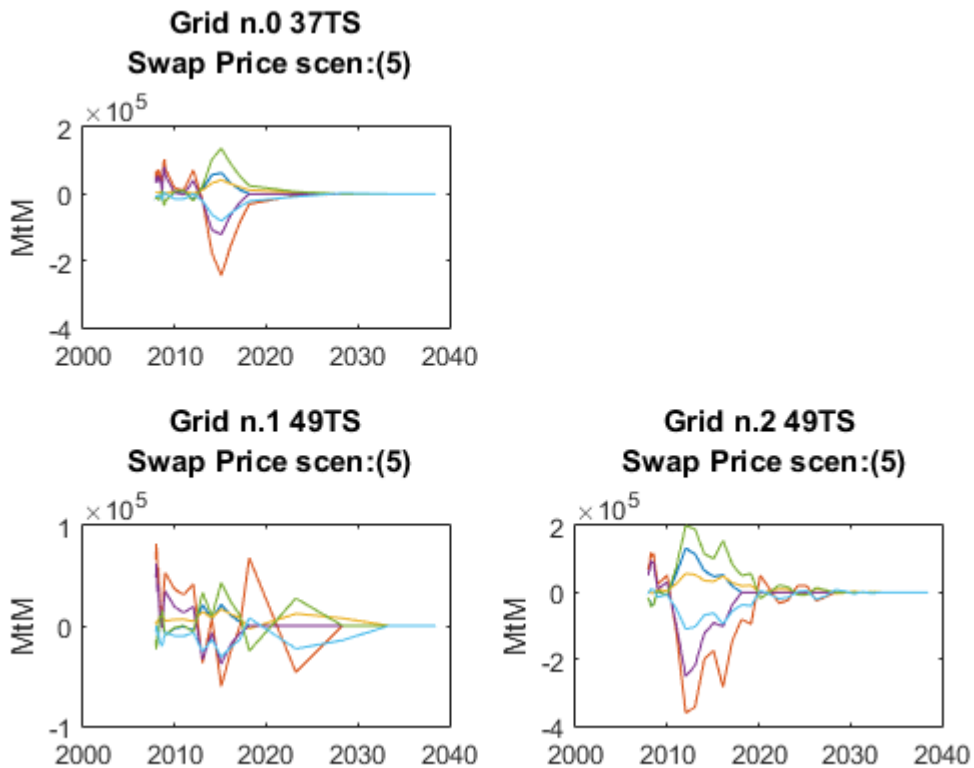 Grid n.0 37TS
Swap Price scen:(5)
× 10^5
2
0
-2
-4
MtM
2000 2010 2020 2030 2040
Grid n.1 49TS
Swap Price scen:(5)
× 10^5
1
0
-1
MtM
2000 2010 2020 2030 2040
Grid n.2 49TS
Swap Price scen:(5)
× 10^5
2
0
-2
-4
MtM
2000 2010 2020 2030 2040